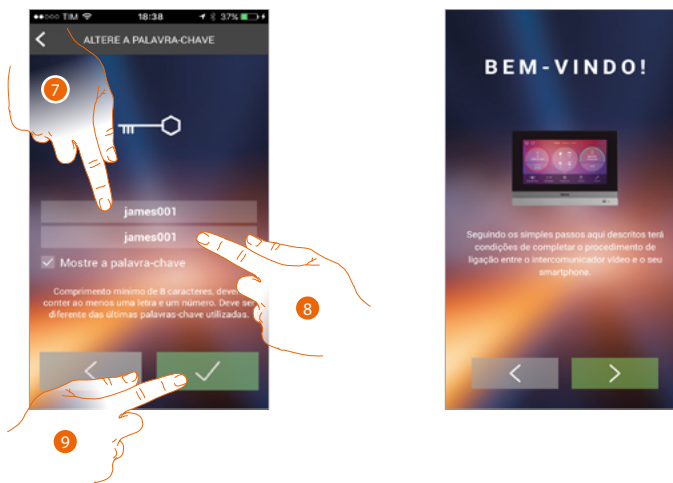 TIM 18:38 37%
ALTERE A PALAVRA-CHAVE
7
james001
james001
Mostre a palavra-chave
Comprimento mínimo de 8 caracteres, deve
conter ao menos uma letra e um número. Deve ser
diferente das últimas palavras-chave utilizadas.
8
9
BEM-VINDO!
Seguindo os simples passos aqui descritos terá
condições de completar o procedimento de
ligação entre o intercomunicador vídeo e o seu
smartphone.